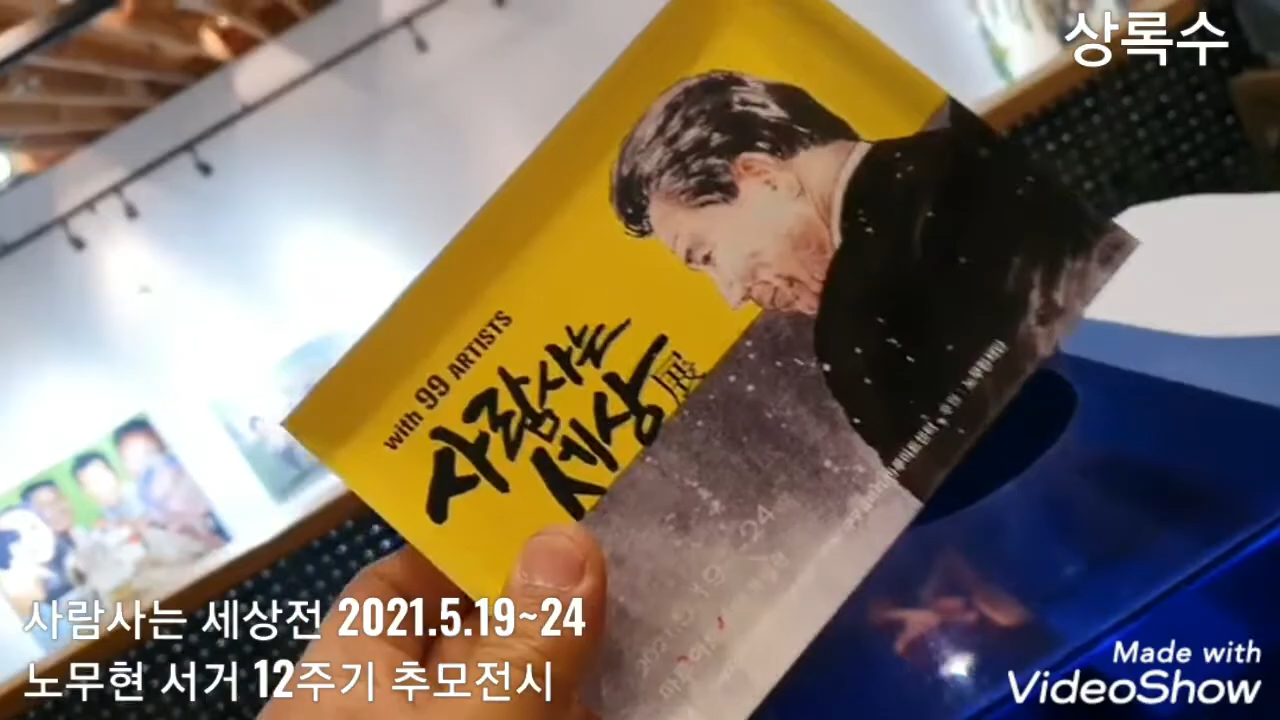 상록수
with 99 ARTISTS
사람사는
세상展
사람사는 세상전 2021.5.19~24
노무현 서거 12주기 추모전시
Made with
VideoShow